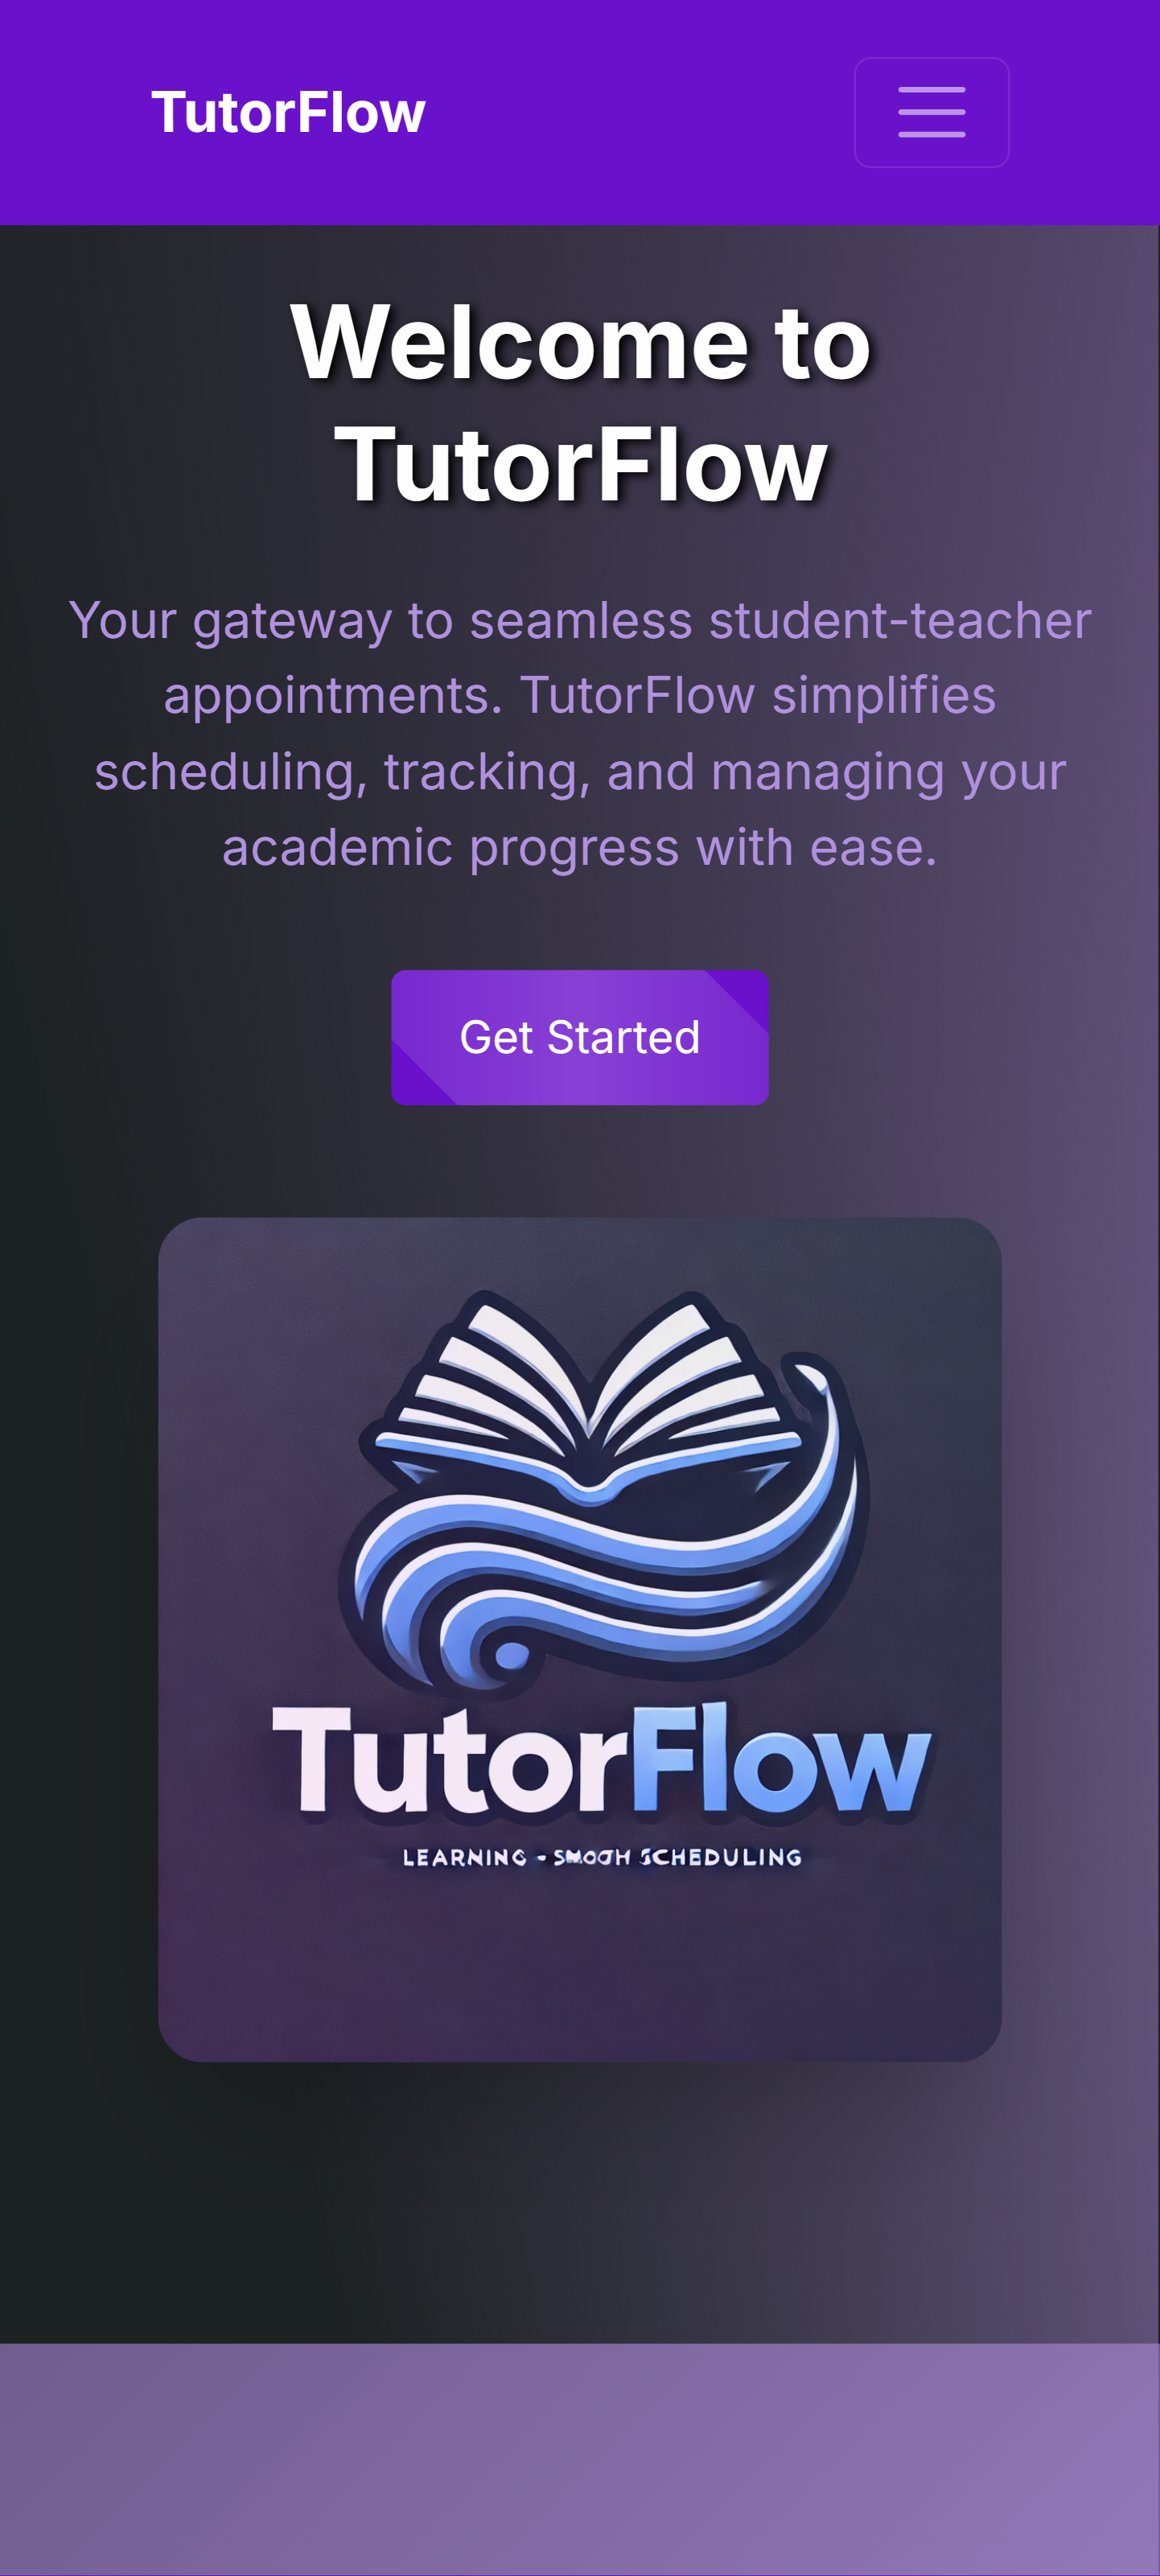 TutorFlow
Welcome to
TutorFlow
Your gateway to seamless student-teacher
appointments. TutorFlow simplifies
scheduling, tracking, and managing your
academic progress with ease.
Get Started
TutorFlow
LEARNING - SMOOTH SCHEDULING